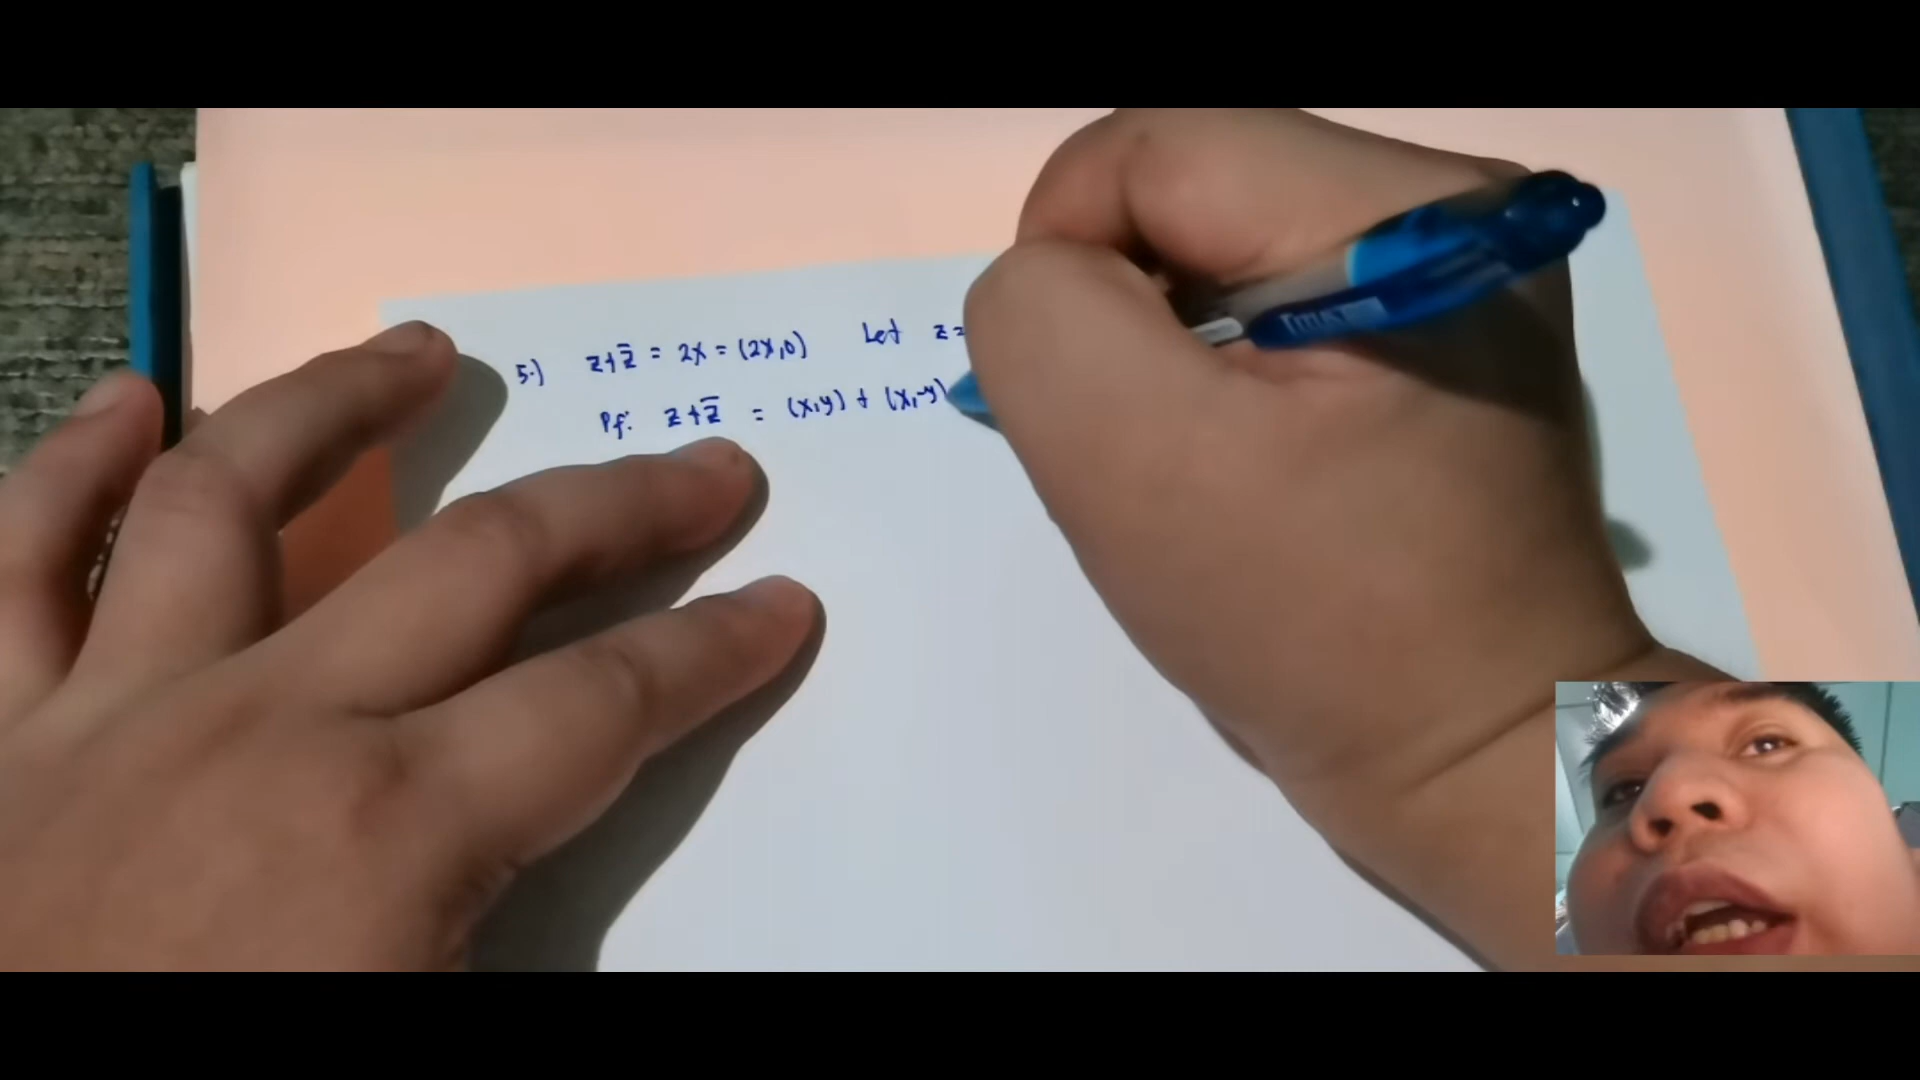 5.) z+z̄ = 2x = (2x,0) Let z=
Pf: z+z̄ = (x,y) + (x,-y)